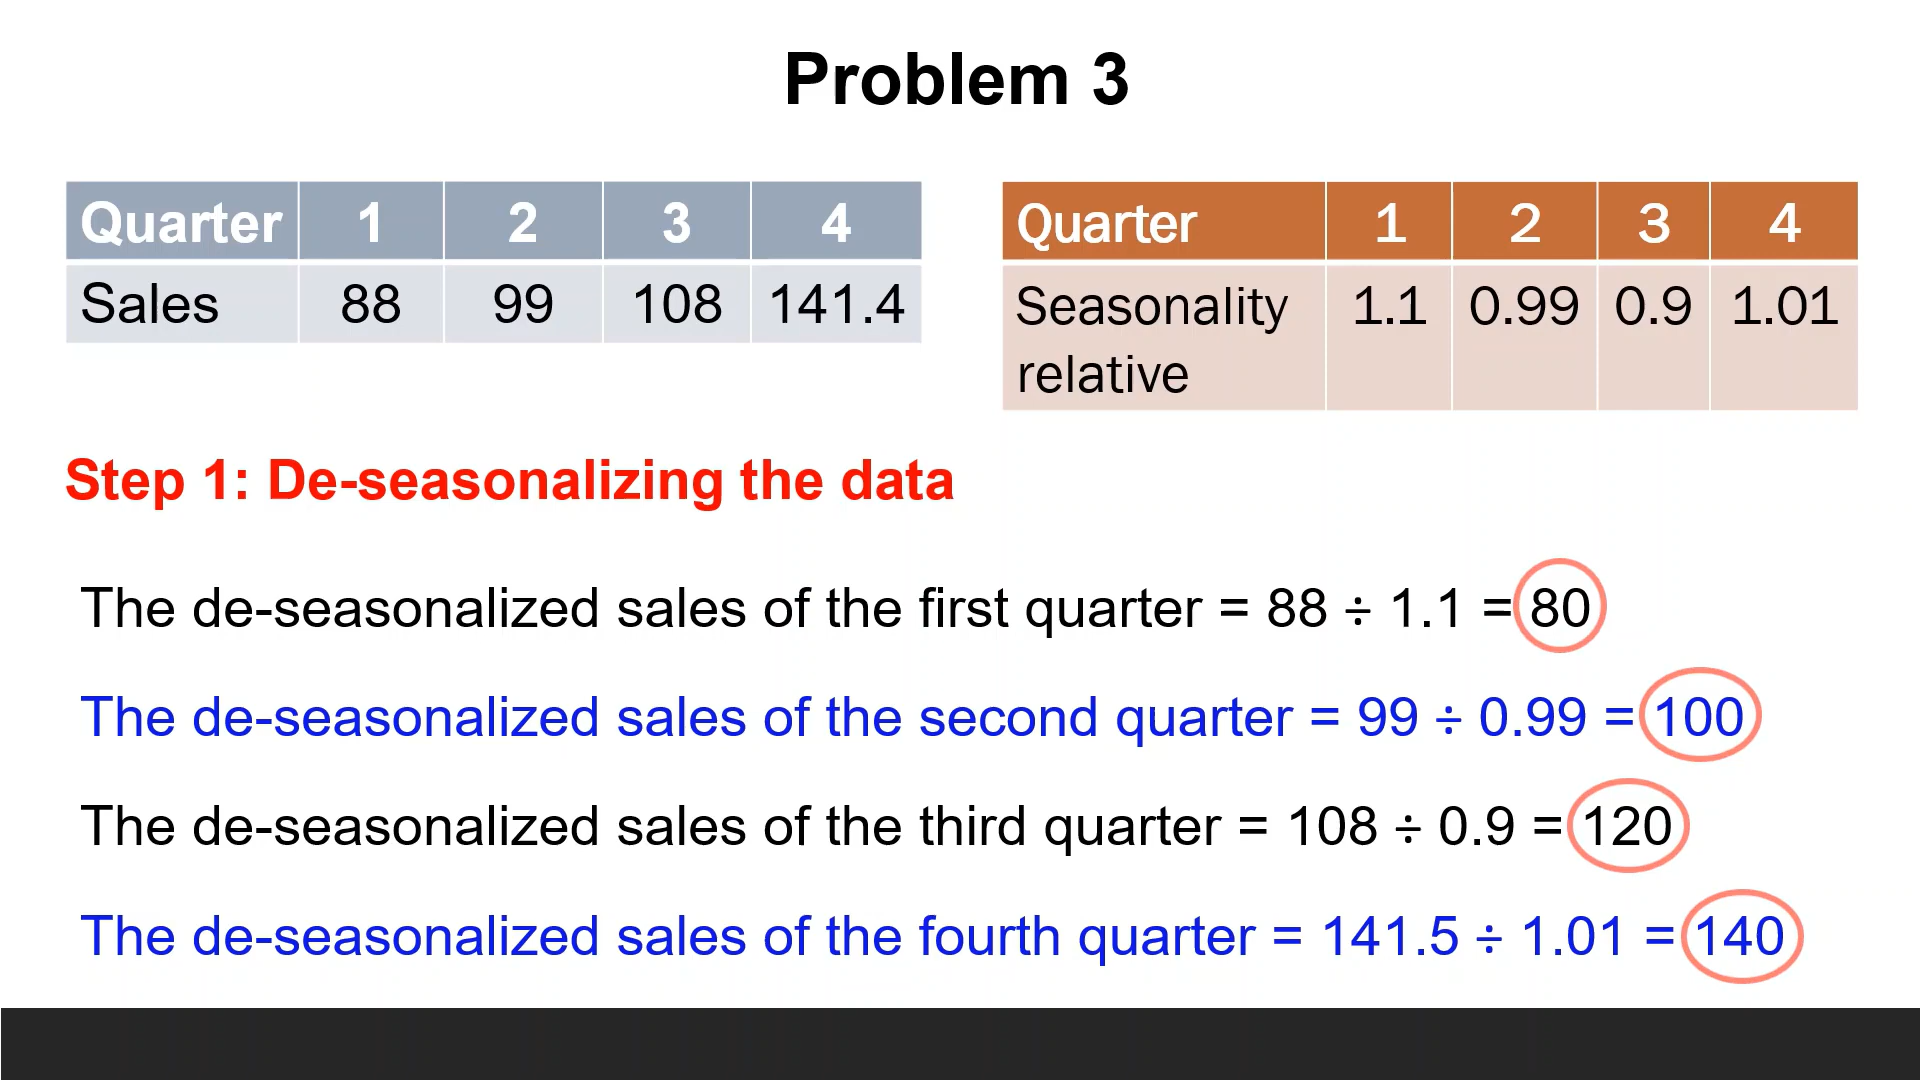 Problem 3
Quarter 1 2 3 4
Sales 88 99 108 141.4
Quarter 1 2 3 4
Seasonality 1.1 0.99 0.9 1.01
relative
Step 1: De-seasonalizing the data
The de-seasonalized sales of the first quarter = 88 ÷ 1.1 = 80
The de-seasonalized sales of the second quarter = 99 ÷ 0.99 = 100
The de-seasonalized sales of the third quarter = 108 ÷ 0.9 = 120
The de-seasonalized sales of the fourth quarter = 141.5 ÷ 1.01 = 140